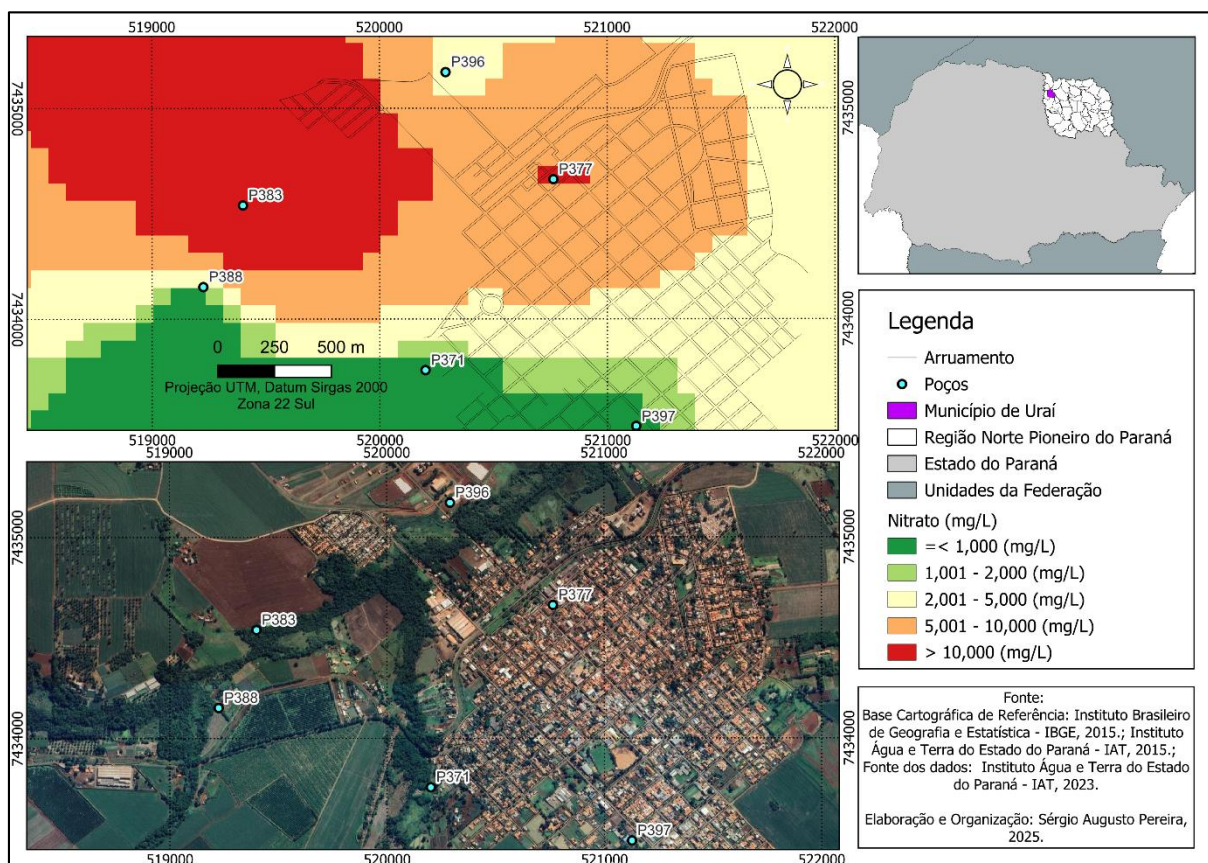 519000 520000 521000 522000
7435000
7434000
7435000
7434000
P396
P377
P383
P388
P371
P397
0 250 500 m
Projeção UTM, Datum Sirgas 2000
Zona 22 Sul
519000 520000 521000 522000
519000 520000 521000 522000
7435000
7434000
7435000
7434000
P396
P377
P383
P388
P371
P397
519000 520000 521000 522000
Legenda
Arruamento
Poços
Município de Uraí
Região Norte Pioneiro do Paraná
Estado do Paraná
Unidades da Federação
Nitrato (mg/L)
=< 1,000 (mg/L)
1,001 - 2,000 (mg/L)
2,001 - 5,000 (mg/L)
5,001 - 10,000 (mg/L)
> 10,000 (mg/L)
Fonte:
Base Cartográfica de Referência: Instituto Brasileiro
de Geografia e Estatística - IBGE, 2015.; Instituto
Água e Terra do Estado do Paraná - IAT, 2015.;
Fonte dos dados: Instituto Água e Terra do Estado
do Paraná - IAT, 2023.
Elaboração e Organização: Sérgio Augusto Pereira,
2025.